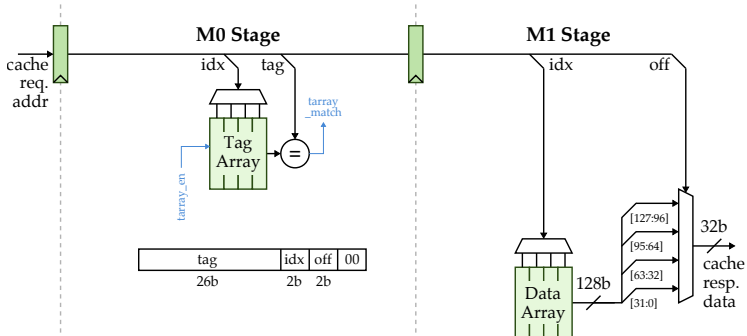 M0 Stage
M1 Stage
cache
req.
addr
idx
tag
idx
off
tarray
_match
Tag
Array
=
tarray_en
[127:96]
[95:64]
[63:32]
[31:0]
32b
cache
resp.
data
tag
idx
off
00
26b
2b
2b
Data
Array
128b